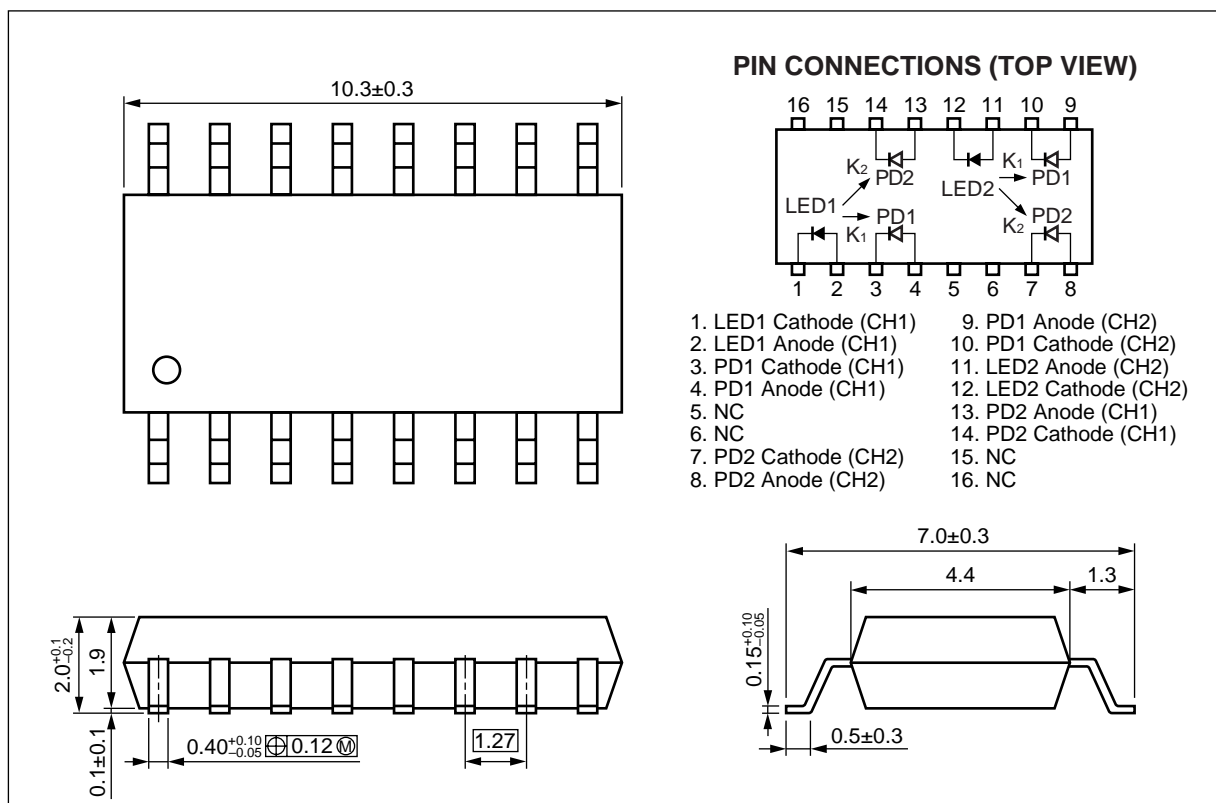 10.3±0.3
PIN CONNECTIONS (TOP VIEW)
16 15 14 13 12 11 10 9
K2 PD2 LED2 K1 PD1
LED1 K1 PD1 K2 PD2
1 2 3 4 5 6 7 8
1. LED1 Cathode (CH1)
2. LED1 Anode (CH1)
3. PD1 Cathode (CH1)
4. PD1 Anode (CH1)
5. NC
6. NC
7. PD2 Cathode (CH2)
8. PD2 Anode (CH2)
9. PD1 Anode (CH2)
10. PD1 Cathode (CH2)
11. LED2 Anode (CH2)
12. LED2 Cathode (CH2)
13. PD2 Anode (CH1)
14. PD2 Cathode (CH1)
15. NC
16. NC
2.0+0.1−0.2
1.9
0.1±0.1
0.40+0.10−0.05 ⌖ 0.12 Ⓜ
1.27
7.0±0.3
4.4 1.3
0.15+0.10−0.05
0.5±0.3